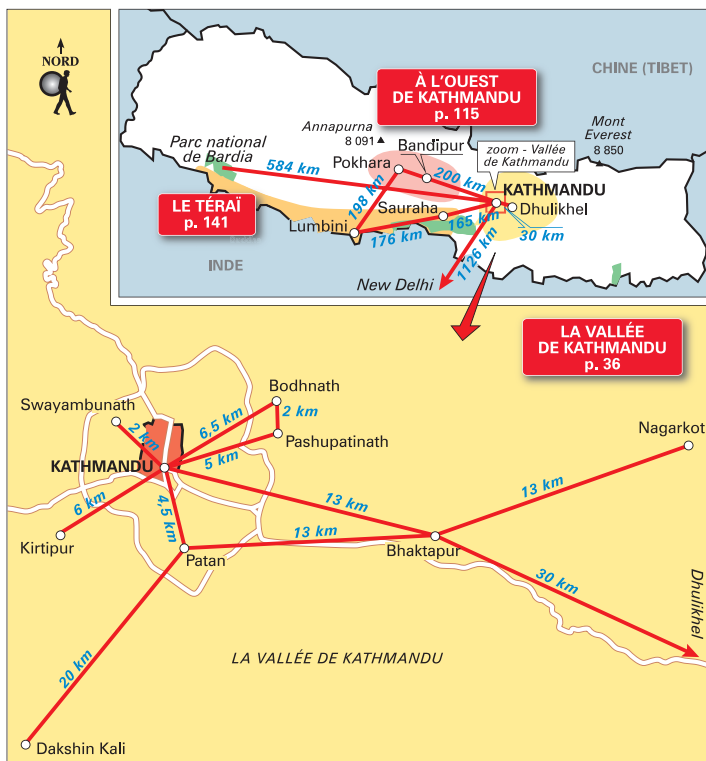 NORD
CHINE (TIBET)
À L'OUEST
DE KATHMANDU
p. 115
Mont
Everest
8 850
Annapurna
8 091
Parc national
de Bardia
Bandipur
zoom - Vallée
de Kathmandu
Pokhara
584 km
200 km
KATHMANDU
LE TÉRAÏ
p. 141
198 km
Sauraha
Dhulikhel
165 km
Lumbini
176 km
30 km
1126 km
INDE
New Delhi
LA VALLÉE
DE KATHMANDU
p. 36
Bodhnath
Swayambunath
2 km
6,5 km
2 km
Pashupatinath
Nagarkot
KATHMANDU
5 km
13 km
13 km
6 km
4,5 km
13 km
Kirtipur
Patan
Bhaktapur
30 km
Dhulikhel
20 km
LA VALLÉE DE KATHMANDU
Dakshin Kali